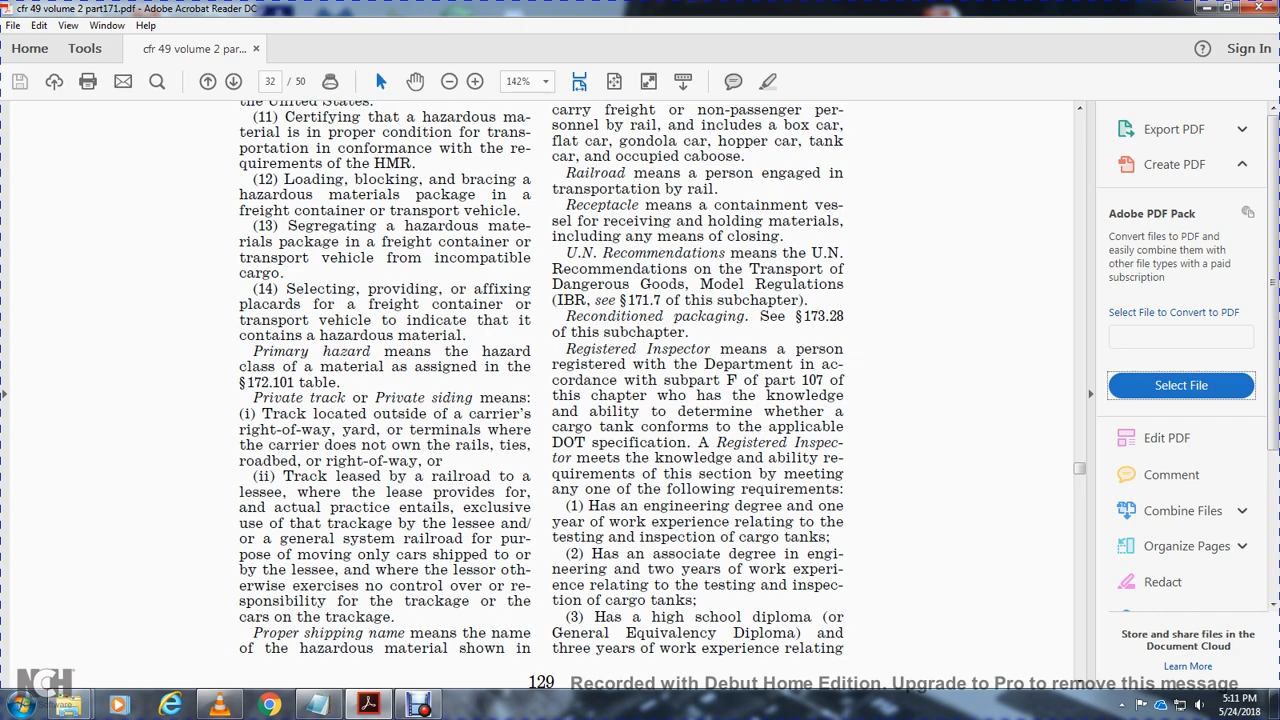 cfr 49 volume 2 part171.pdf - Adobe Acrobat Reader DC
File Edit View Window Help
Home Tools cfr 49 volume 2 par... × Sign In
32 / 50 142%
the United States.
(11) Certifying that a hazardous ma-
terial is in proper condition for trans-
portation in conformance with the re-
quirements of the HMR.
(12) Loading, blocking, and bracing a
hazardous materials package in a
freight container or transport vehicle.
(13) Segregating a hazardous mate-
rials package in a freight container or
transport vehicle from incompatible
cargo.
(14) Selecting, providing, or affixing
placards for a freight container or
transport vehicle to indicate that it
contains a hazardous material.
Primary hazard means the hazard
class of a material as assigned in the
§172.101 table.
Private track or Private siding means:
(i) Track located outside of a carrier's
right-of-way, yard, or terminals where
the carrier does not own the rails, ties,
roadbed, or right-of-way, or
(ii) Track leased by a railroad to a
lessee, where the lease provides for,
and actual practice entails, exclusive
use of that trackage by the lessee and/
or a general system railroad for pur-
pose of moving only cars shipped to or
by the lessee, and where the lessor oth-
erwise exercises no control over or re-
sponsibility for the trackage or the
cars on the trackage.
Proper shipping name means the name
of the hazardous material shown in
carry freight or non-passenger per-
sonnel by rail, and includes a box car,
flat car, gondola car, hopper car, tank
car, and occupied caboose.
Railroad means a person engaged in
transportation by rail.
Receptacle means a containment ves-
sel for receiving and holding materials,
including any means of closing.
U.N. Recommendations means the U.N.
Recommendations on the Transport of
Dangerous Goods, Model Regulations
(IBR, see §171.7 of this subchapter).
Reconditioned packaging. See §173.28
of this subchapter.
Registered Inspector means a person
registered with the Department in ac-
cordance with subpart F of part 107 of
this chapter who has the knowledge
and ability to determine whether a
cargo tank conforms to the applicable
DOT specification. A Registered Inspec-
tor meets the knowledge and ability re-
quirements of this section by meeting
any one of the following requirements:
(1) Has an engineering degree and one
year of work experience relating to the
testing and inspection of cargo tanks;
(2) Has an associate degree in engi-
neering and two years of work experi-
ence relating to the testing and inspec-
tion of cargo tanks;
(3) Has a high school diploma (or
General Equivalency Diploma) and
three years of work experience relating
129
Export PDF
Create PDF
Adobe PDF Pack
Convert files to PDF and
easily combine them with
other file types with a paid
subscription
Select File to Convert to PDF
Select File
Edit PDF
Comment
Combine Files
Organize Pages
Redact
Store and share files in the
Document Cloud
Learn More
NCH
Software
Recorded with Debut Home Edition. Upgrade to Pro to remove this message
5:11 PM
5/24/2018